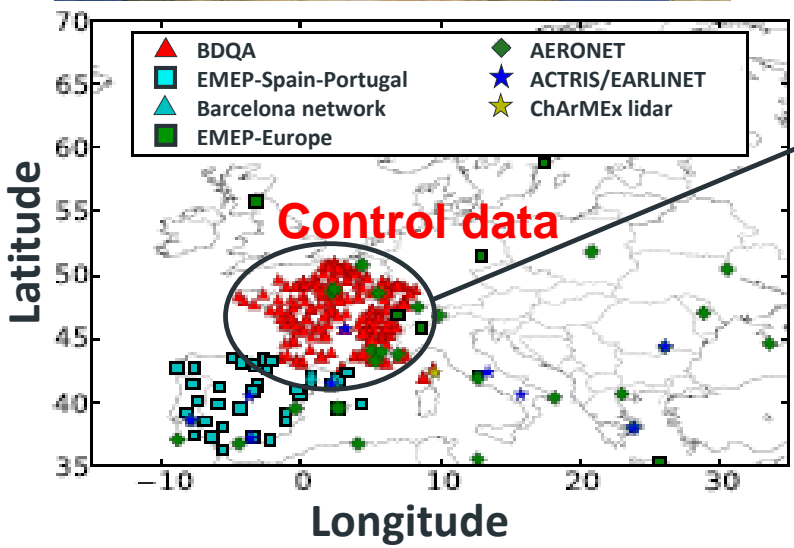 70
BDQA
AERONET
EMEP-Spain-Portugal
ACTRIS/EARLINET
Barcelona network
ChArMEx lidar
EMEP-Europe
65
60
55
50
45
40
35
Latitude
Control data
−10
0
10
20
30
Longitude